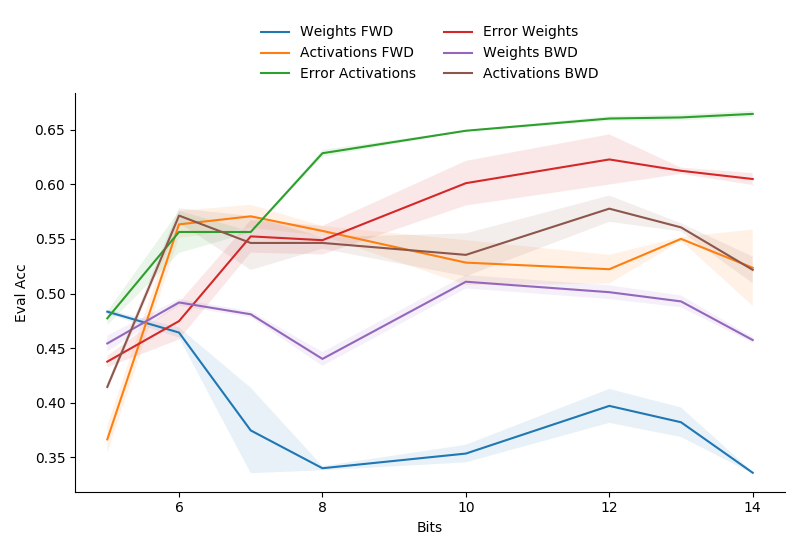 Weights FWD
Activations FWD
Error Activations
Error Weights
Weights BWD
Activations BWD
Eval Acc
0.65
0.60
0.55
0.50
0.45
0.40
0.35
6 8 10 12 14
Bits